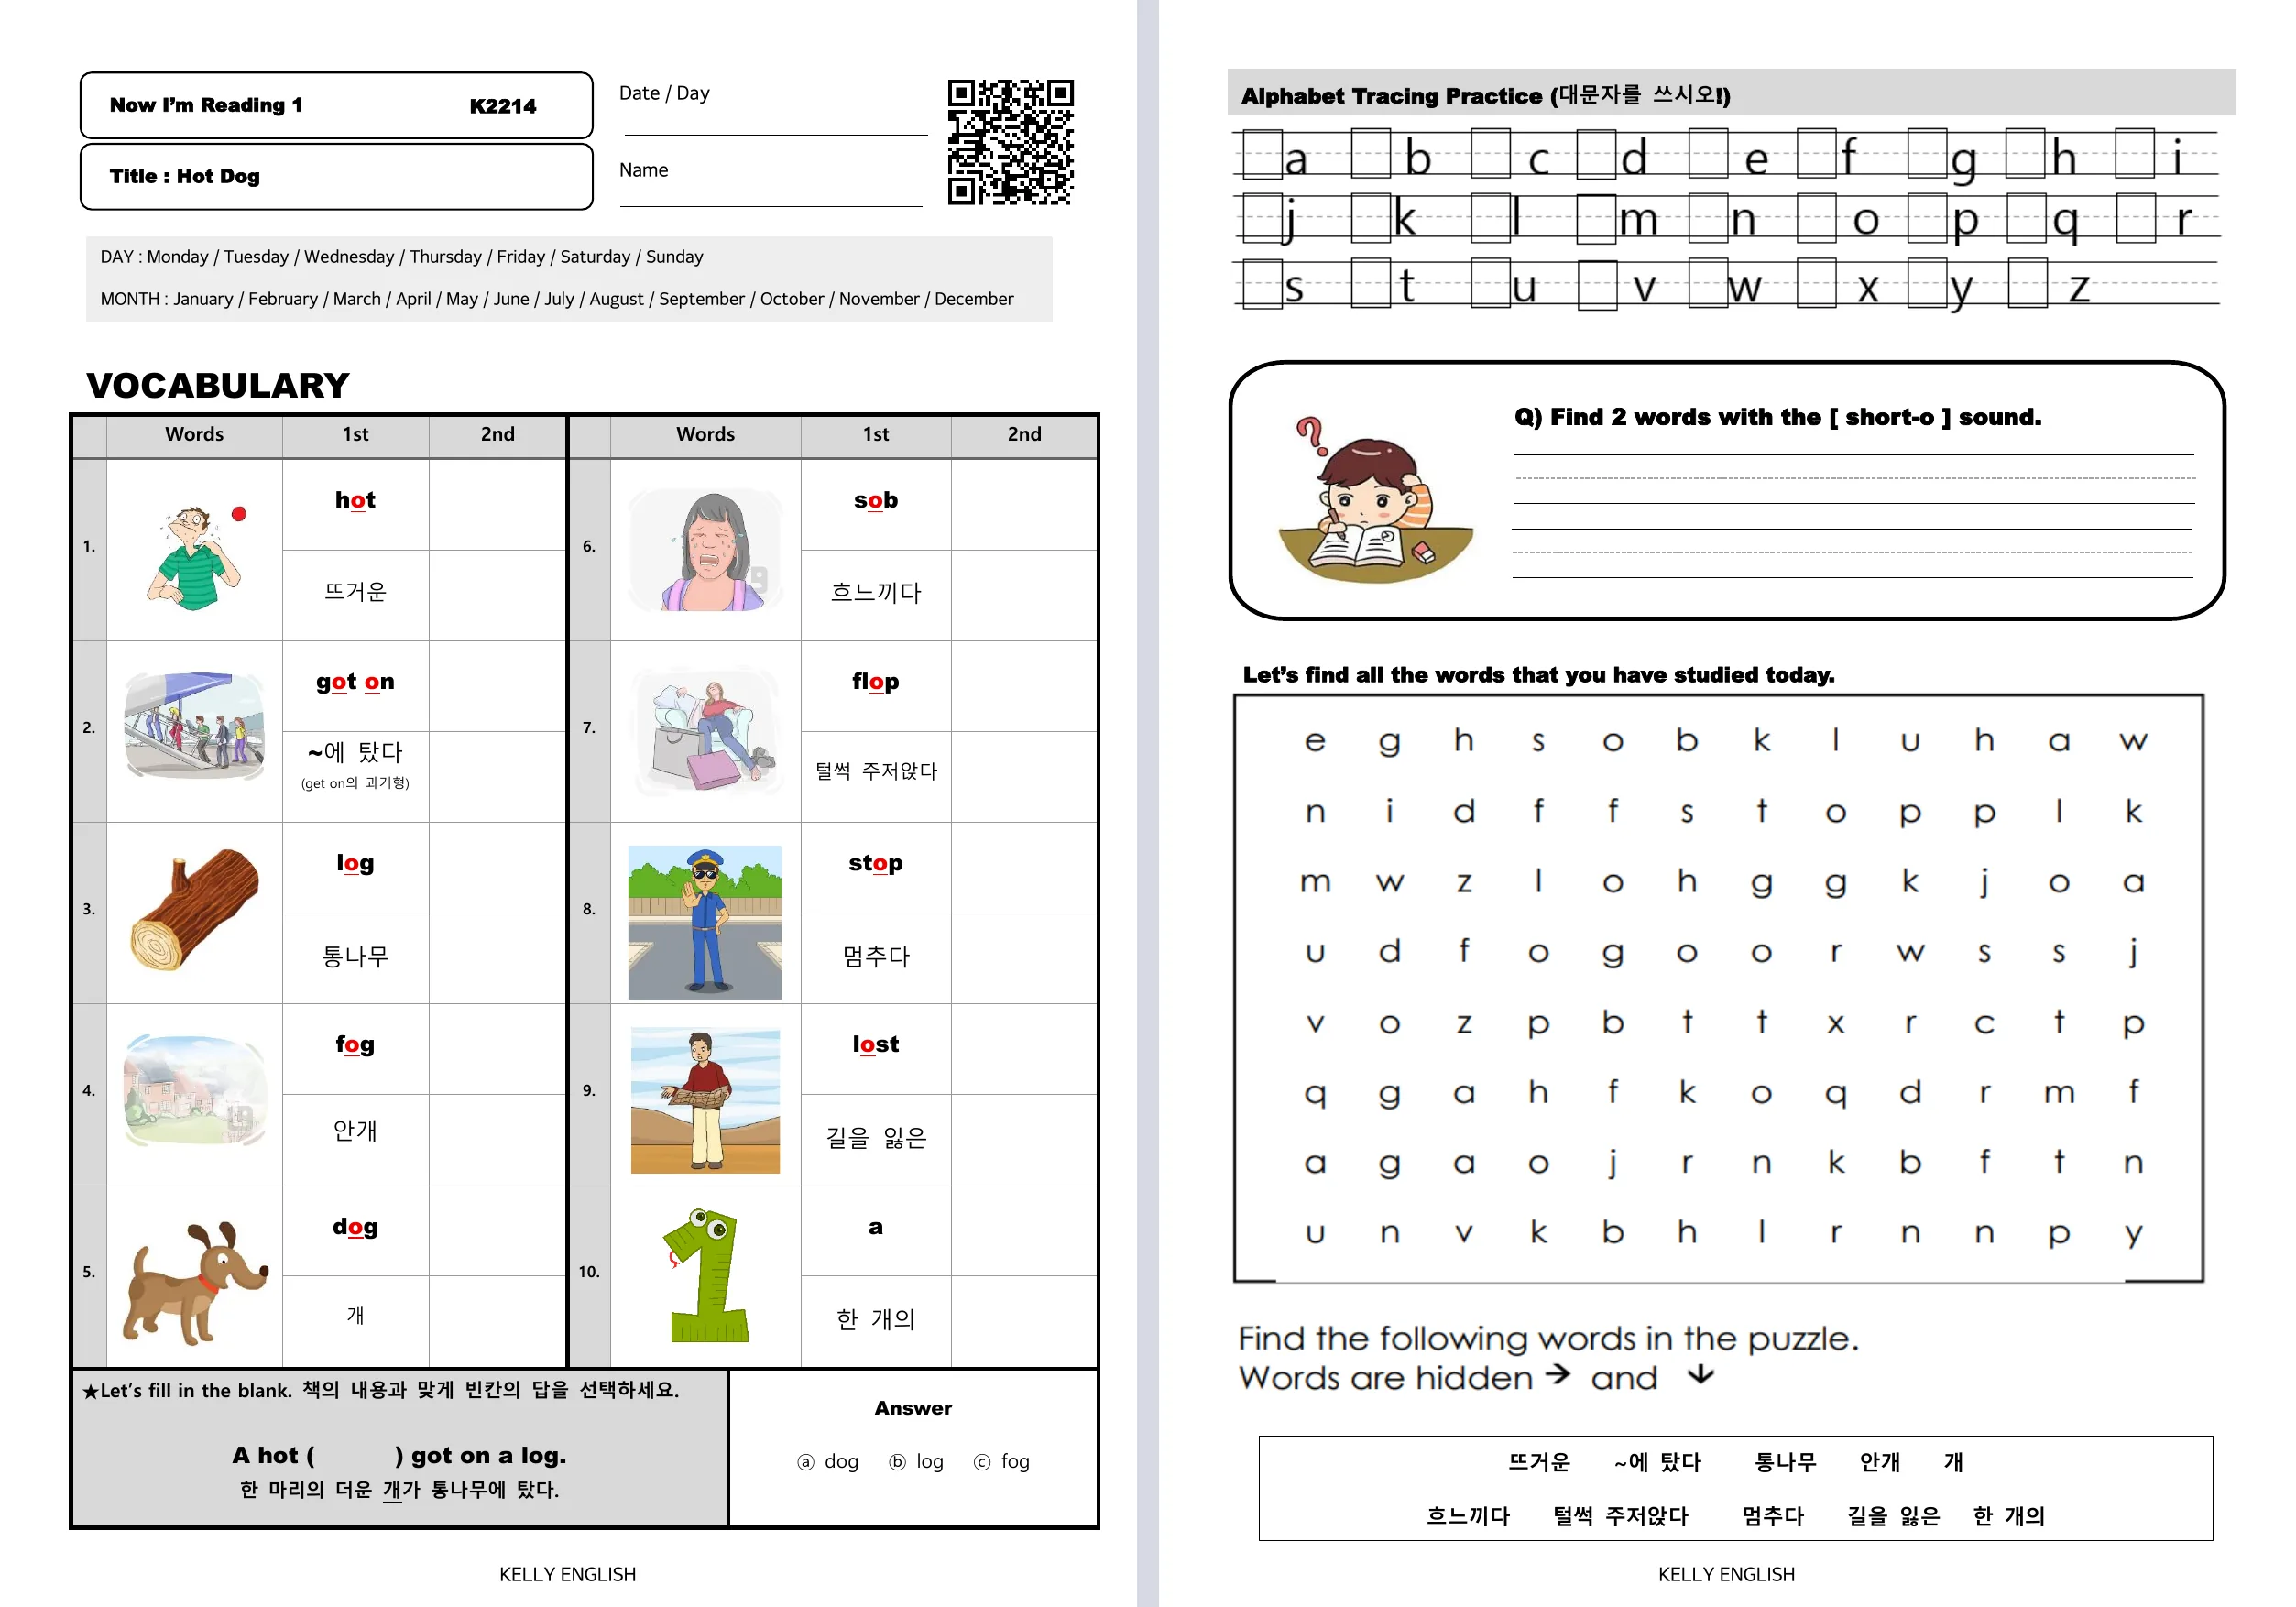 Now I'm Reading 1 K2214
Title : Hot Dog
Date / Day
Name
DAY : Monday / Tuesday / Wednesday / Thursday / Friday / Saturday / Sunday
MONTH : January / February / March / April / May / June / July / August / September / October / November / December
VOCABULARY
Words 1st 2nd Words 1st 2nd
1. hot
뜨거운
6. sob
흐느끼다
2. got on
~에 탔다
(get on의 과거형)
7. flop
털썩 주저앉다
3. log
통나무
8. stop
멈추다
4. fog
안개
9. lost
길을 잃은
5. dog
개
10. a
한 개의
★Let's fill in the blank. 책의 내용과 맞게 빈칸의 답을 선택하세요.
A hot ( ) got on a log.
한 마리의 더운 개가 통나무에 탔다.
Answer
ⓐ dog ⓑ log ⓒ fog
KELLY ENGLISH
Alphabet Tracing Practice (대문자를 쓰시오!)
a b c d e f g h i
j k l m n o p q r
s t u v w x y z
Q) Find 2 words with the [ short-o ] sound.
Let's find all the words that you have studied today.
e g h s o b k l u h a w
n i d f f s t o p p l k
m w z l o h g g k j o a
u d f o g o o r w s s j
v o z p b t t x r c t p
q g a h f k o q d r m f
a g a o j r n k b f t n
u n v k b h l r n n p y
Find the following words in the puzzle.
Words are hidden → and ↓
뜨거운 ~에 탔다 통나무 안개 개
흐느끼다 털썩 주저앉다 멈추다 길을 잃은 한 개의
KELLY ENGLISH